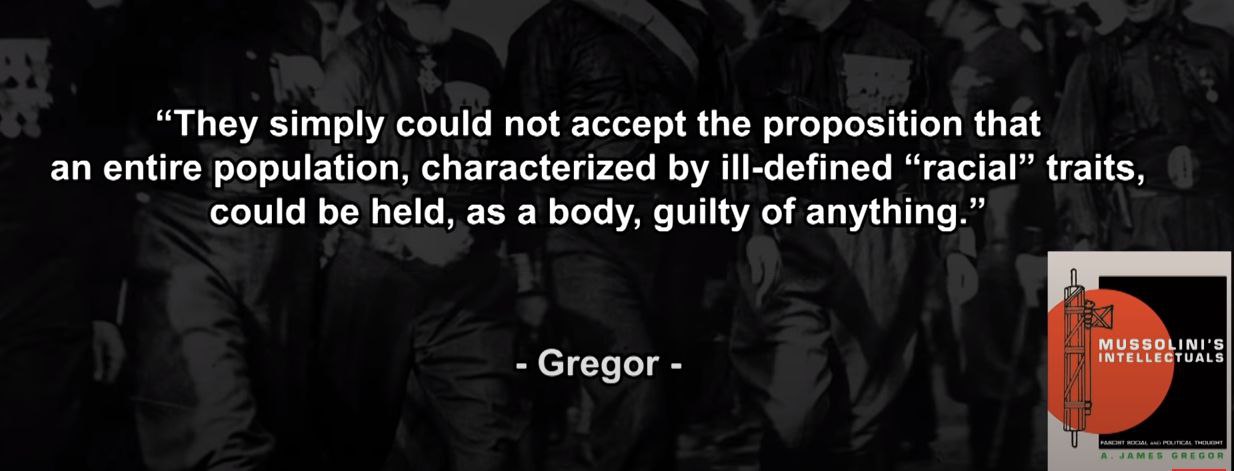 “They simply could not accept the proposition that
an entire population, characterized by ill-defined “racial” traits,
could be held, as a body, guilty of anything.”
- Gregor -
MUSSOLINI'S
INTELLECTUALS
FASCIST SOCIAL AND POLITICAL THOUGHT
A. JAMES GREGOR